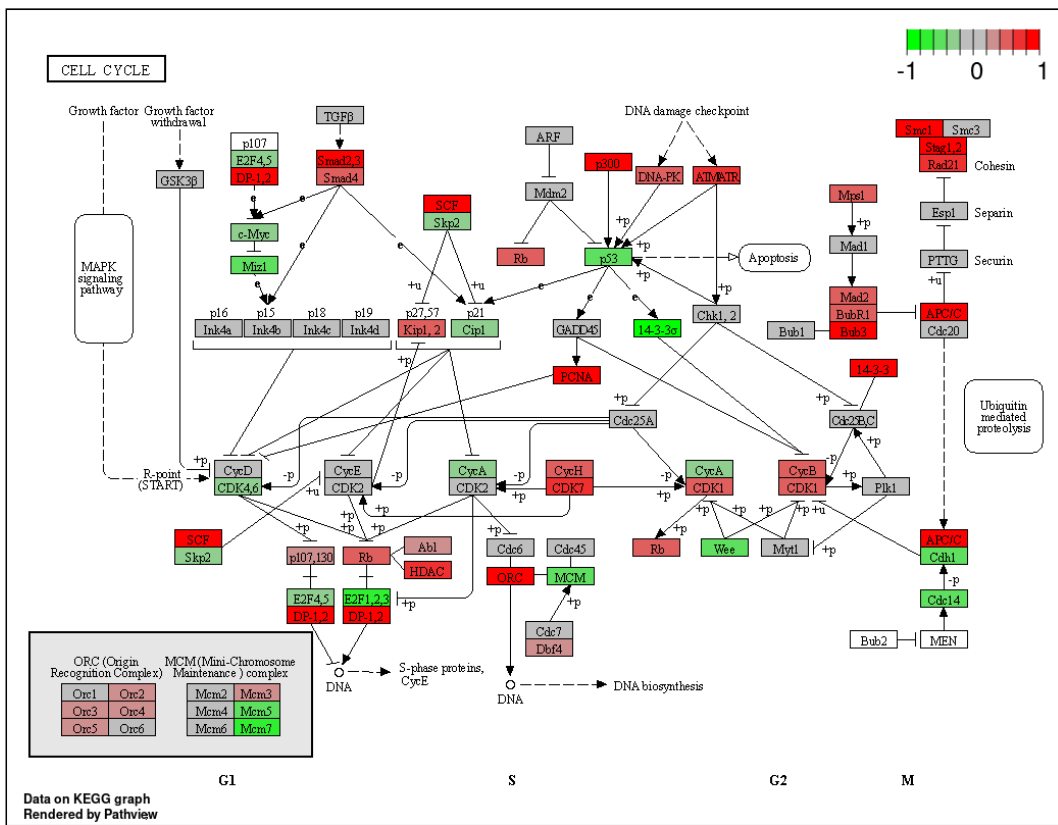 CELL CYCLE
-1 0 1
Growth factor
Growth factor
withdrawal
TGFβ
DNA damage checkpoint
p107
E2F4,5
DP-1,2
Smad2,3
Smad4
ARF
p300
DNA-PK
ATMATR
Smc1
Smc3
Stag1,2
Rad21
Cohesin
GSK3β
Mdm2
Mps1
e
e
SCF
Skp2
+p
+p
+p
Esp1
Separin
c-Myc
e
e
Rb
p53
Mad1
MAPK
signaling
pathway
Miz1
Apoptosis
PTTG
Securin
+u
+u
+p
e
e
e
+p
+u
Mad2
BubR1
Bub3
Bub1
APC/C
Cdc20
p16
p15
p18
p19
p27,57
p21
Ink4a
Ink4b
Ink4c
Ink4d
Kip1, 2
Cip1
GADD45
14-3-3σ
Chk1, 2
+p
PCNA
14-3-3
+p
+p
Cdc25A
Cdc25B,C
Ubiquitin
mediated
proteolysis
+p
R-point
(START)
+p
CycD
CDK4,6
-p
CycE
CDK2
-p
CycA
CDK2
-p
+p
CycH
CDK7
-p
+p
CycA
CDK1
CycB
CDK1
-p
+p
Plk1
+u
+p
+p
+p
+p
+p
+p
+p
+p
+u
SCF
Skp2
p107,130
Rb
Abl
HDAC
Cdc6
Cdc45
Rb
Wee
Myt1
+p
APC/C
Cdh1
ORC
MCM
-p
E2F4,5
DP-1,2
E2F1,2,3
DP-1,2
+p
+p
Cdc14
Cdc7
Dbf4
Bub2
MEN
DNA
S-phase proteins,
CycE
DNA
DNA biosynthesis
ORC (Origin
Recognition Complex)
MCM (Mini-Chromosome
Maintenance ) complex
Orc1 Orc2 Mcm2 Mcm3
Orc3 Orc4 Mcm4 Mcm5
Orc5 Orc6 Mcm6 Mcm7
G1 S G2 M
Data on KEGG graph
Rendered by Pathview